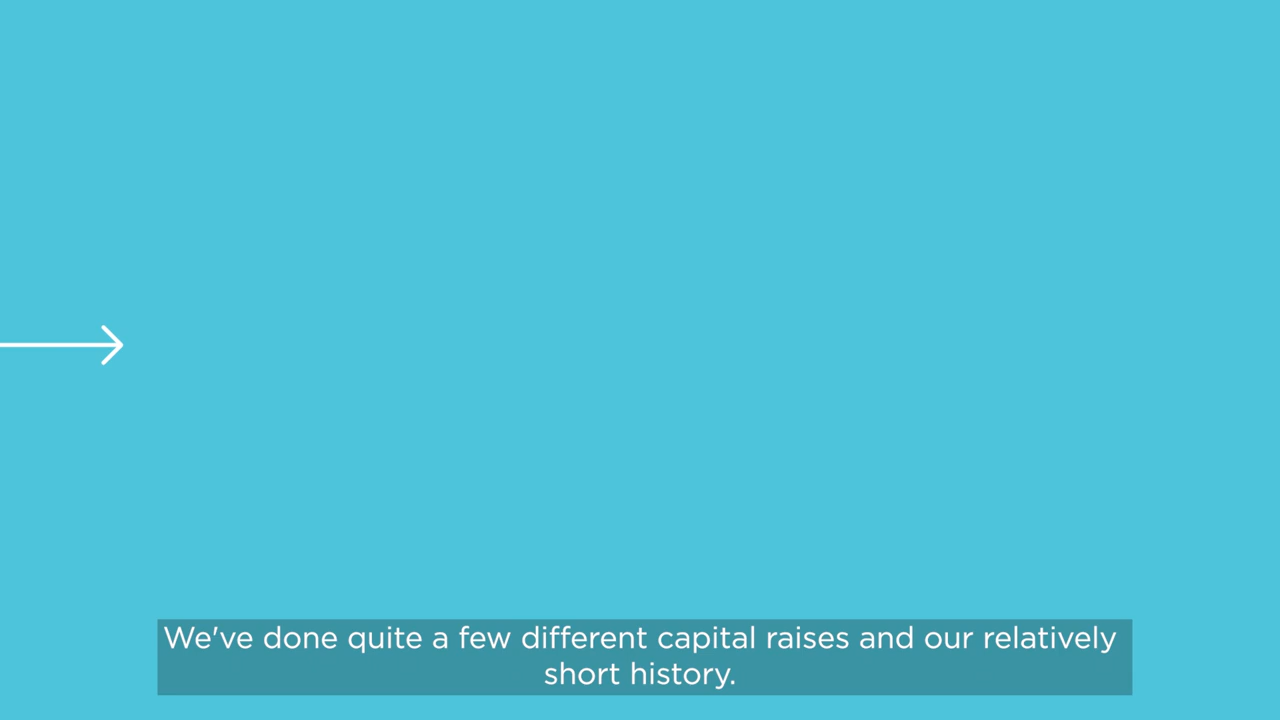 We've done quite a few different capital raises and our relatively
short history.